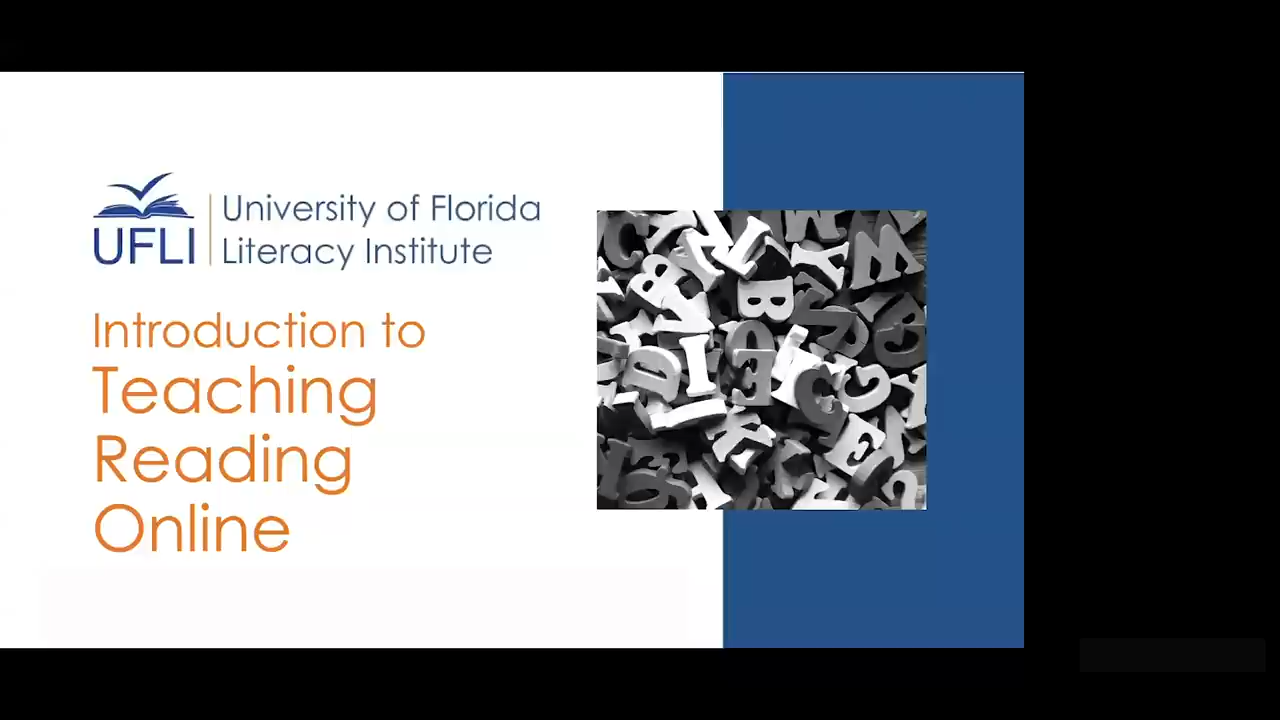 University of Florida
UFLI
Literacy Institute
Introduction to
Teaching
Reading
Online